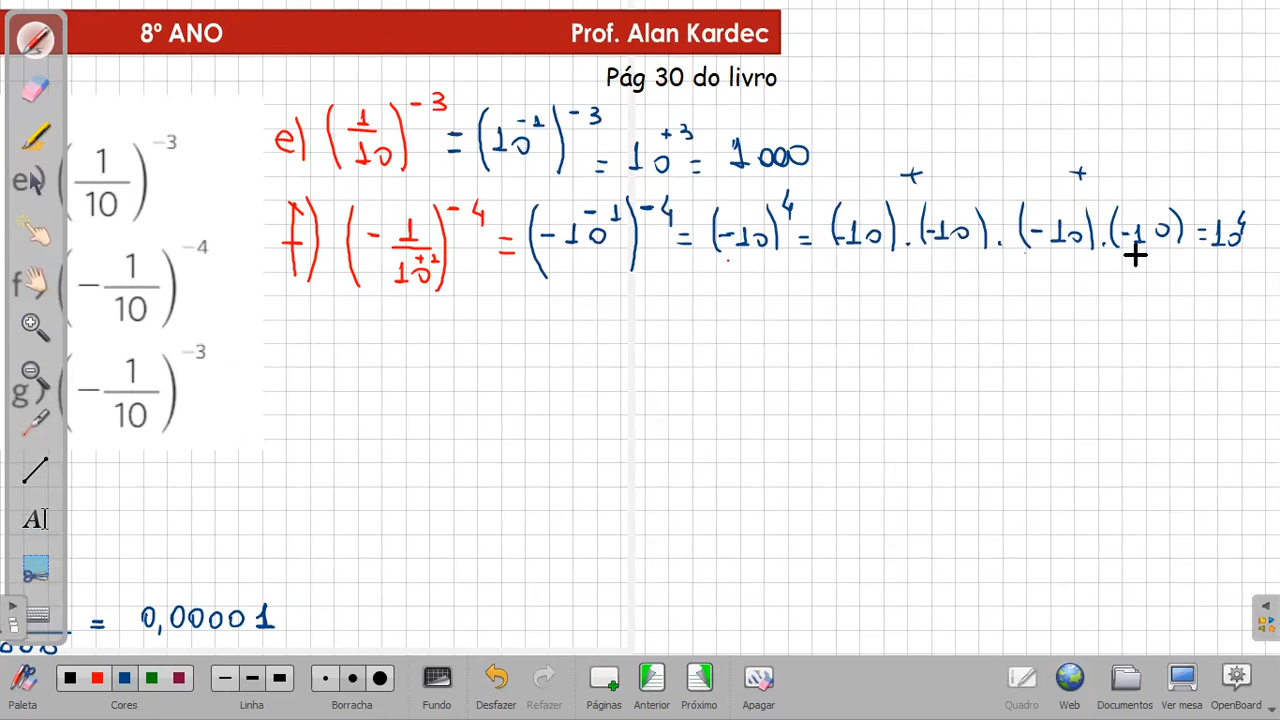 8º ANO Prof. Alan Kardec
Pág 30 do livro
e) (1/10)^-3
f) (-1/10)^-4
g) (-1/10)^-3
e) (1/10)^-3 = (10^-1)^-3 = 10^+3 = 1000
+ +
f) (-1/10^+1)^-4 = (-10^-1)^-4 = (-10)^4 = (-10).(-10).(-10).(-10) = 10^4
= 0,00001
Paleta Cores Linha Borracha Fundo Desfazer Refazer Páginas Anterior Próximo Apagar Quadro Web Documentos Ver mesa OpenBoard